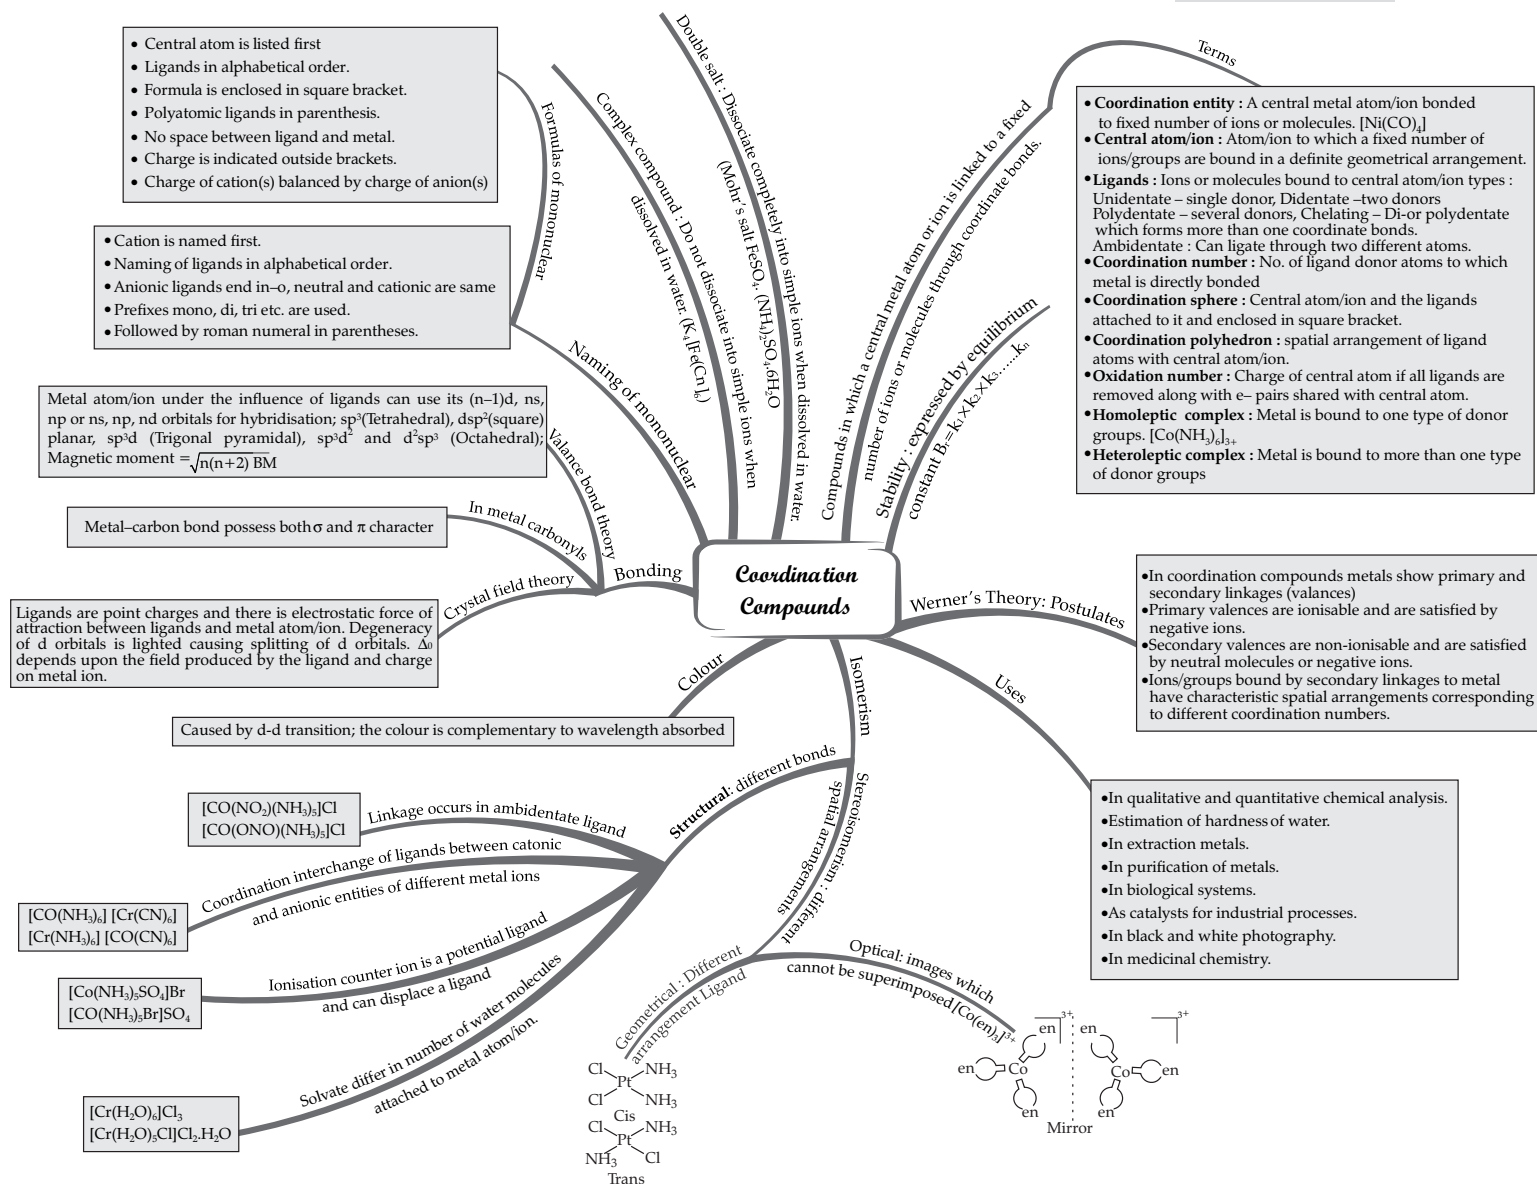 • Central atom is listed first
• Ligands in alphabetical order.
• Formula is enclosed in square bracket.
• Polyatomic ligands in parenthesis.
• No space between ligand and metal.
• Charge is indicated outside brackets.
• Charge of cation(s) balanced by charge of anion(s)
Formulas of mononuclear
• Cation is named first.
• Naming of ligands in alphabetical order.
• Anionic ligands end in–o, neutral and cationic are same
• Prefixes mono, di, tri etc. are used.
• Followed by roman numeral in parentheses.
Naming of mononuclear
Complex compound : Do not dissociate into simple ions when
dissolved in water. (K₄[Fe(Cn]₆)
Double salt : Dissociate completely into simple ions when dissolved in water.
(Mohr's salt FeSO₄. (NH₄)₂SO₄.6H₂O
Compounds in which a central metal atom or ion is linked to a fixed
number of ions or molecules through coordinate bonds.
Terms
• Coordination entity : A central metal atom/ion bonded
to fixed number of ions or molecules. [Ni(CO)₄]
• Central atom/ion : Atom/ion to which a fixed number of
ions/groups are bound in a definite geometrical arrangement.
• Ligands : Ions or molecules bound to central atom/ion types :
Unidentate – single donor, Didentate –two donors
Polydentate – several donors, Chelating – Di-or polydentate
which forms more than one coordinate bonds.
Ambidentate : Can ligate through two different atoms.
• Coordination number : No. of ligand donor atoms to which
metal is directly bonded
• Coordination sphere : Central atom/ion and the ligands
attached to it and enclosed in square bracket.
• Coordination polyhedron : spatial arrangement of ligand
atoms with central atom/ion.
• Oxidation number : Charge of central atom if all ligands are
removed along with e– pairs shared with central atom.
• Homoleptic complex : Metal is bound to one type of donor
groups. [Co(NH₃)₆]₃₊
• Heteroleptic complex : Metal is bound to more than one type
of donor groups
Stability : expressed by equilibrium
constant Bᵣ=k₁×k₂×k₃......kₙ
Metal atom/ion under the influence of ligands can use its (n–1)d, ns,
np or ns, np, nd orbitals for hybridisation; sp³(Tetrahedral), dsp²(square)
planar, sp³d (Trigonal pyramidal), sp³d² and d²sp³ (Octahedral);
Magnetic moment =√n(n+2) BM
Valance bond theory
In metal carbonyls
Metal–carbon bond possess both σ and π character
Crystal field theory
Bonding
Ligands are point charges and there is electrostatic force of
attraction between ligands and metal atom/ion. Degeneracy
of d orbitals is lighted causing splitting of d orbitals. Δ₀
depends upon the field produced by the ligand and charge
on metal ion.
Coordination
Compounds
Werner's Theory: Postulates
•In coordination compounds metals show primary and
secondary linkages (valances)
•Primary valences are ionisable and are satisfied by
negative ions.
•Secondary valences are non-ionisable and are satisfied
by neutral molecules or negative ions.
•Ions/groups bound by secondary linkages to metal
have characteristic spatial arrangements corresponding
to different coordination numbers.
Colour
Caused by d-d transition; the colour is complementary to wavelength absorbed
Isomerism
Uses
•In qualitative and quantitative chemical analysis.
•Estimation of hardness of water.
•In extraction metals.
•In purification of metals.
•In biological systems.
•As catalysts for industrial processes.
•In black and white photography.
•In medicinal chemistry.
Structural: different bonds
Linkage occurs in ambidentate ligand
[CO(NO₂)(NH₃)₅]Cl
[CO(ONO)(NH₃)₅]Cl
Coordination interchange of ligands between catonic
and anionic entities of different metal ions
[CO(NH₃)₆] [Cr(CN)₆]
[Cr(NH₃)₆] [CO(CN)₆]
Ionisation counter ion is a potential ligand
and can displace a ligand
[Co(NH₃)₅SO₄]Br
[CO(NH₃)₅Br]SO₄
Solvate differ in number of water molecules
attached to metal atom/ion.
[Cr(H₂O)₆]Cl₃
[Cr(H₂O)₅Cl]Cl₂.H₂O
Stereoisomerism : different
spatial arrangements
Geometrical : Different
arrangement Ligand
Cl NH₃
Pt
Cl NH₃
Cis
Cl NH₃
Pt
NH₃ Cl
Trans
Optical: images which
cannot be superimposed [Co(en)₃]³⁺
3+ 3+
en en
en Co Co en
en en
Mirror